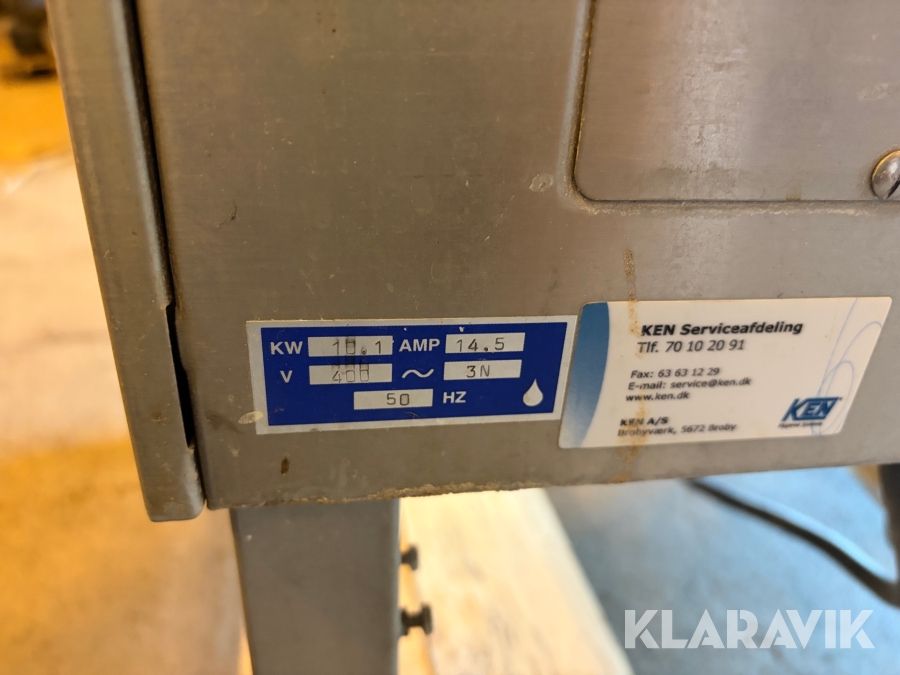 KW 10.1 AMP 14.5
V 400 ~ 3N
50 HZ
KEN Serviceafdeling
Tlf. 70 10 20 91
Fax: 63 63 12 29
E-mail: service@ken.dk
www.ken.dk
KEN A/S
Brobyværk, 5672 Broby
KEN
KLARAVIK